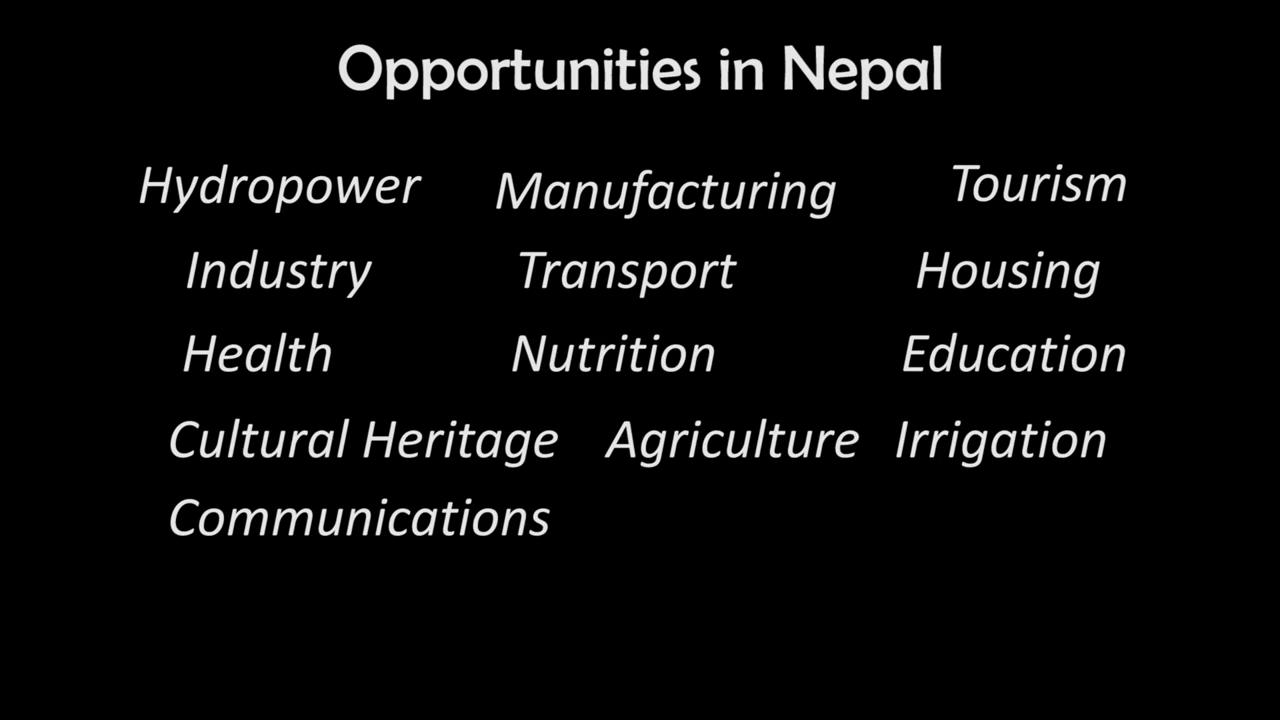 Opportunities in Nepal
Hydropower Manufacturing Tourism
Industry Transport Housing
Health Nutrition Education
Cultural Heritage Agriculture Irrigation
Communications